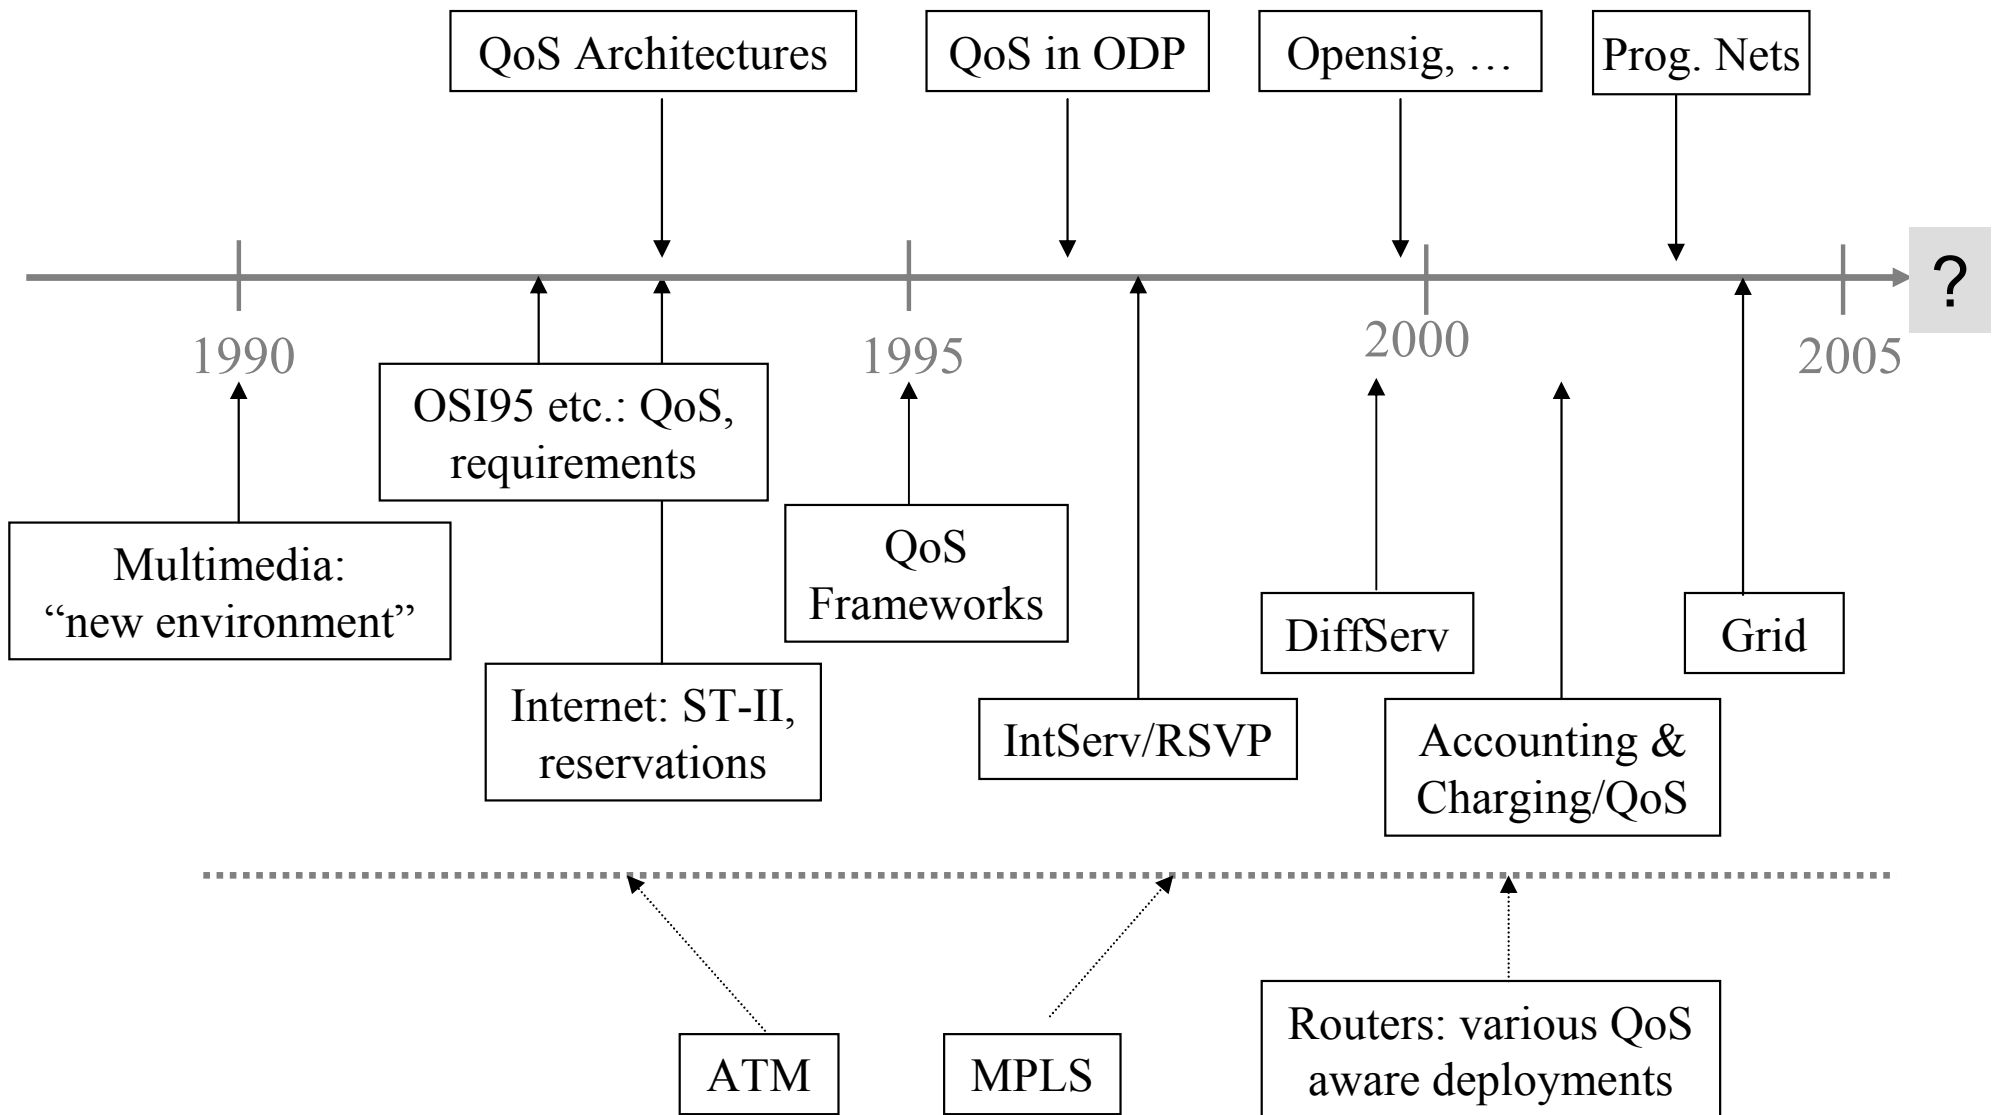 QoS Architectures
QoS in ODP
Opensig, …
Prog. Nets
?
1990
1995
2000
2005
OSI95 etc.: QoS,
requirements
Multimedia:
“new environment”
QoS
Frameworks
Internet: ST-II,
reservations
IntServ/RSVP
DiffServ
Grid
Accounting &
Charging/QoS
ATM
MPLS
Routers: various QoS
aware deployments